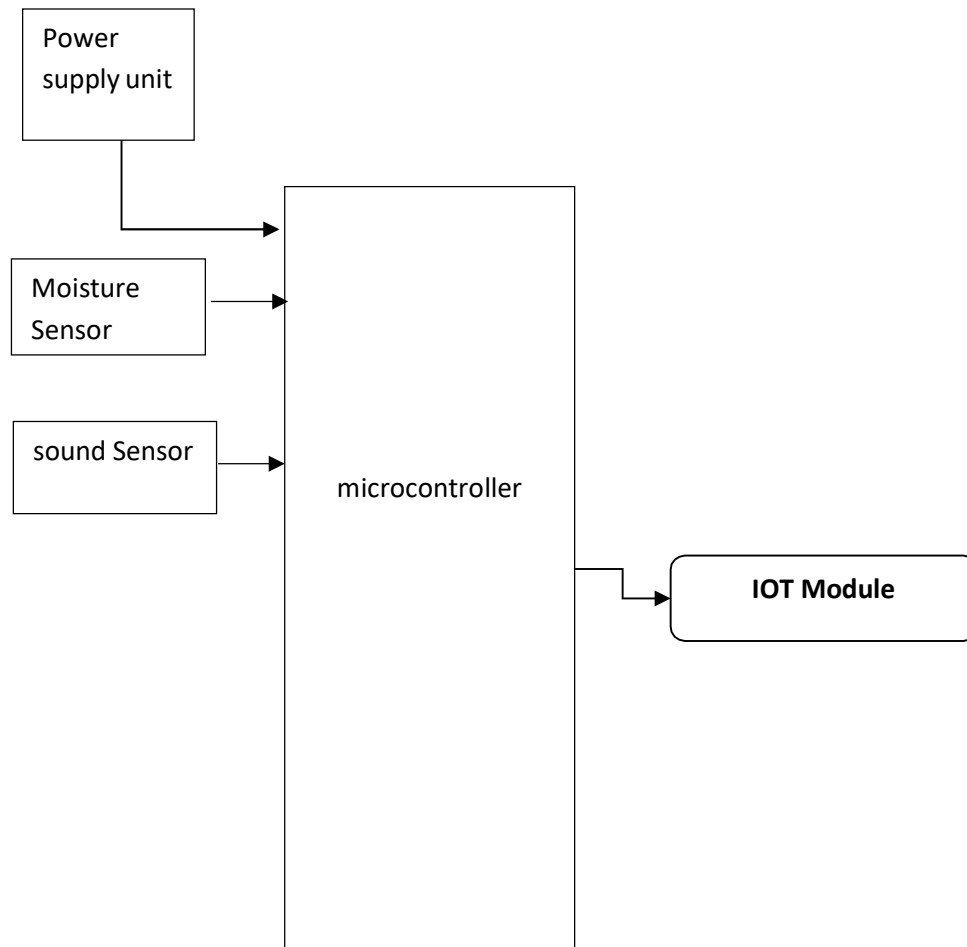 Power
supply unit
Moisture
Sensor
sound Sensor
microcontroller
IOT Module